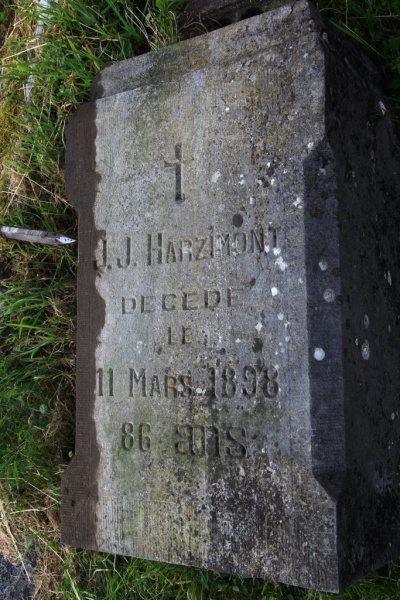 J.J. HARZIMONT
DECEDE
LE
11 MARS 1898
86 ans